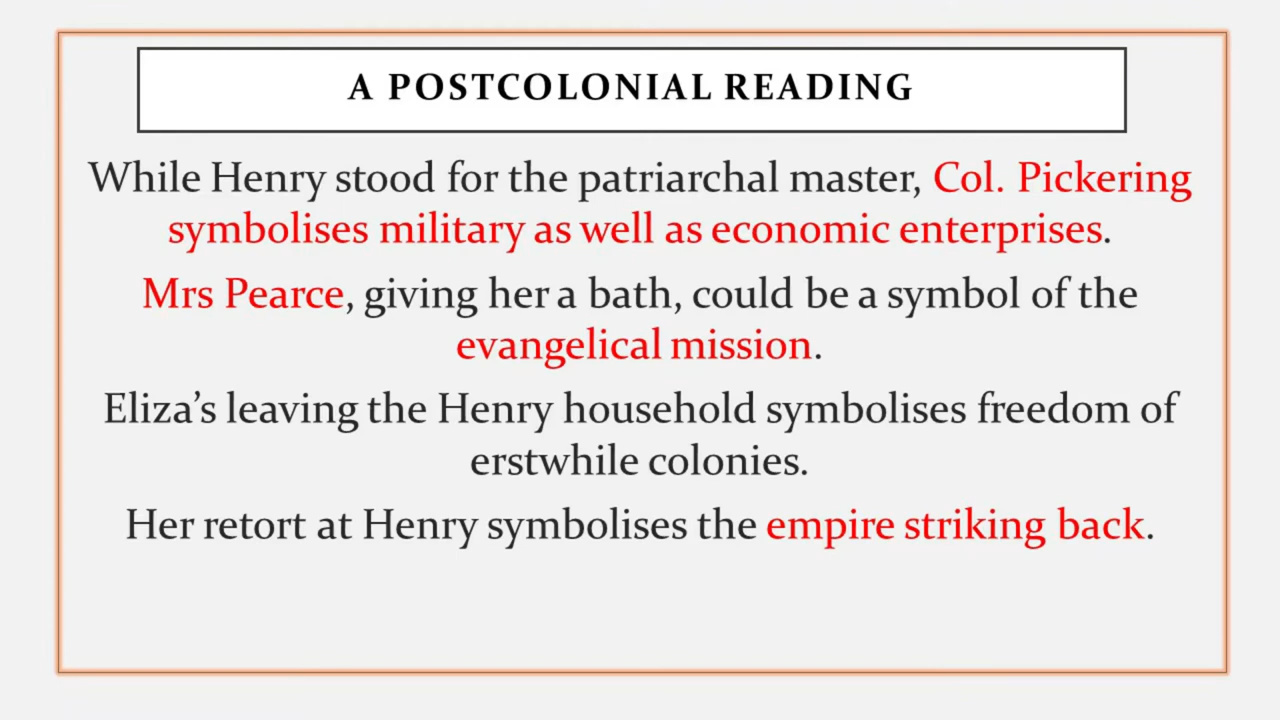 A POSTCOLONIAL READING
While Henry stood for the patriarchal master, Col. Pickering
symbolises military as well as economic enterprises.
Mrs Pearce, giving her a bath, could be a symbol of the
evangelical mission.
Eliza’s leaving the Henry household symbolises freedom of
erstwhile colonies.
Her retort at Henry symbolises the empire striking back.